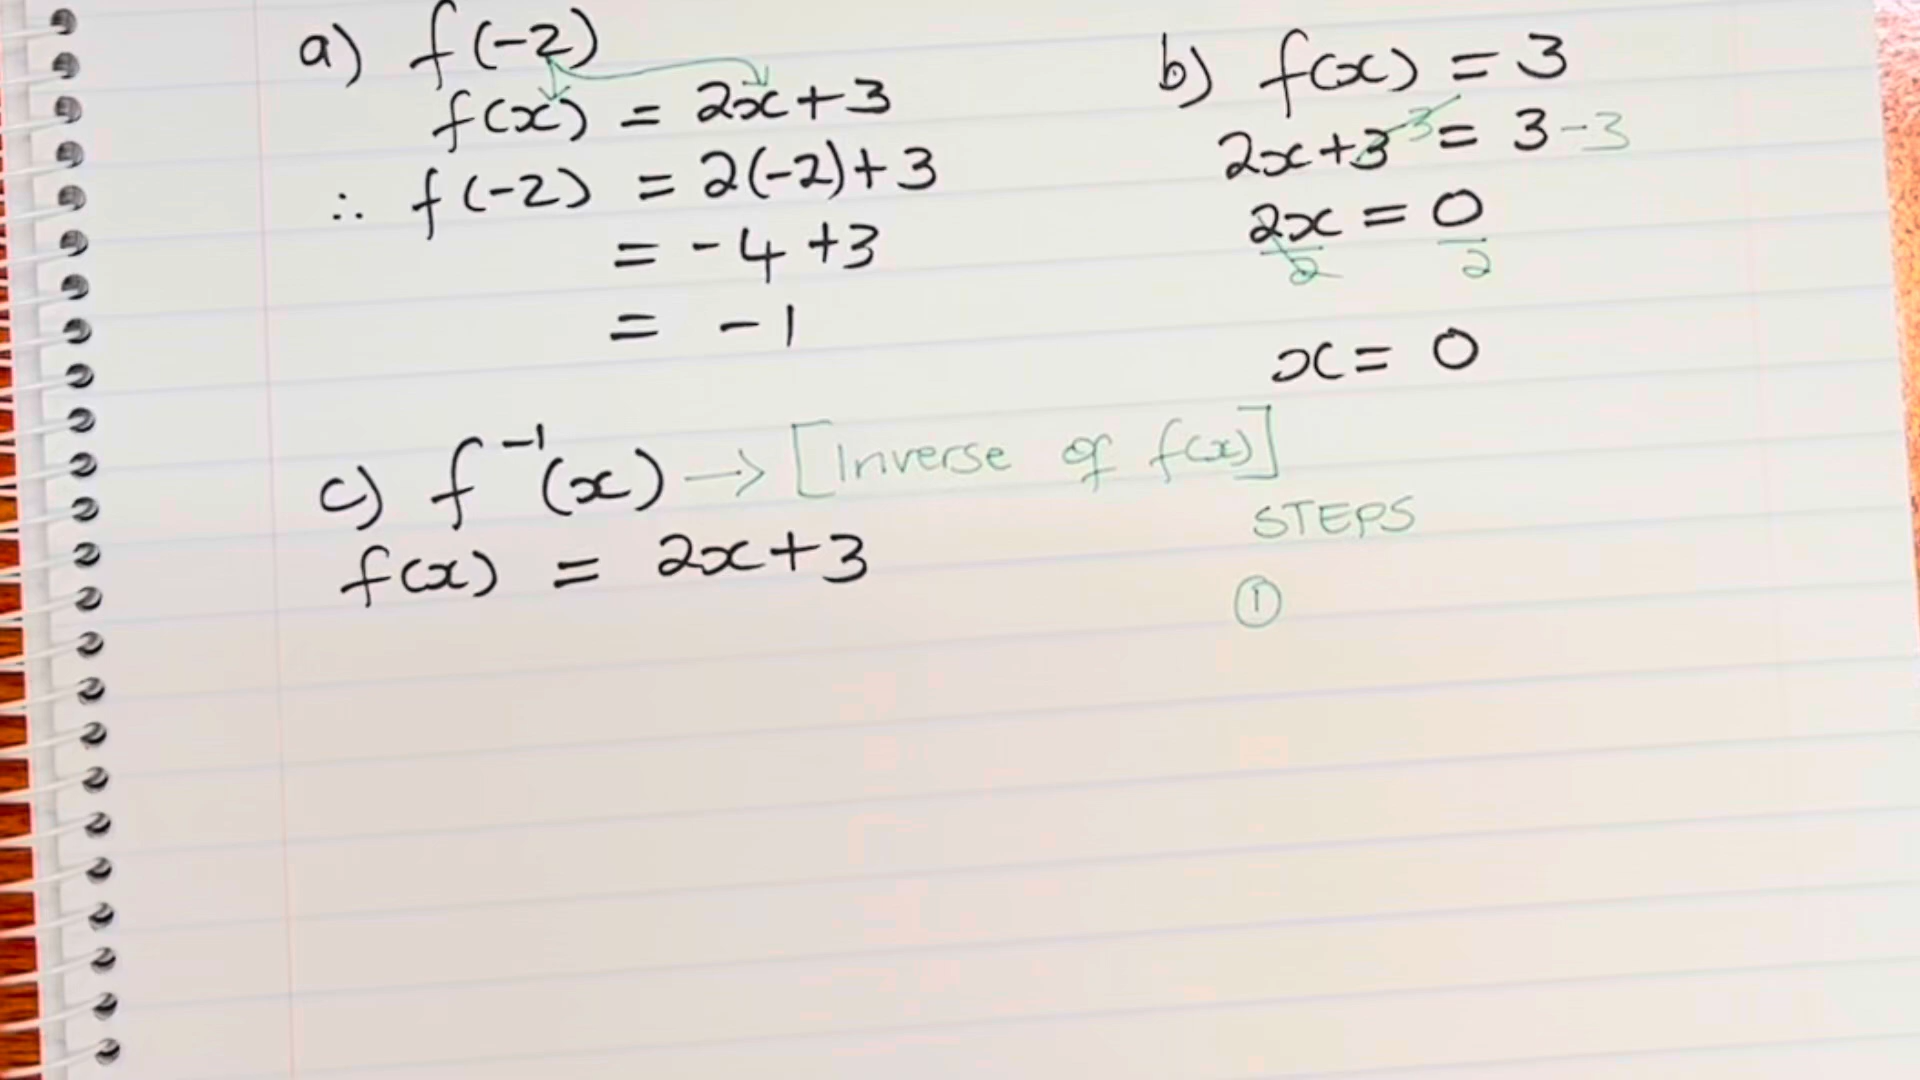 a) f(-2)
f(x) = 2x+3
∴ f(-2) = 2(-2)+3
= -4 +3
= -1
b) f(x) = 3
2x+3 -3 = 3 -3
2x = 0
2 2
x = 0
c) f⁻¹(x) → [Inverse of f(x)]
f(x) = 2x+3
STEPS
①